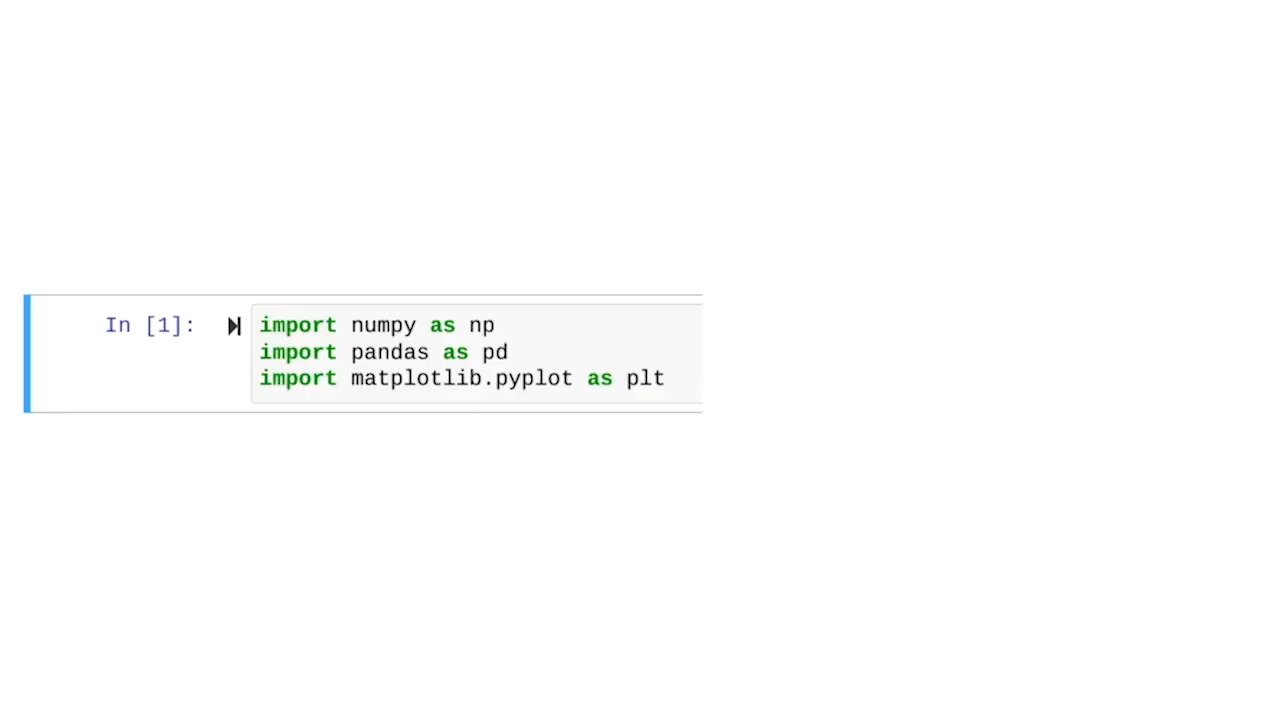 In [1]: import numpy as np
import pandas as pd
import matplotlib.pyplot as plt